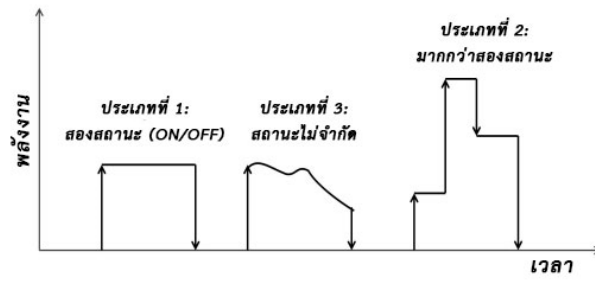 ประเภทที่ 2:
มากกว่าสองสถานะ
ประเภทที่ 1:
สองสถานะ (ON/OFF)
ประเภทที่ 3:
สถานะไม่จำกัด
พลังงาน
เวลา